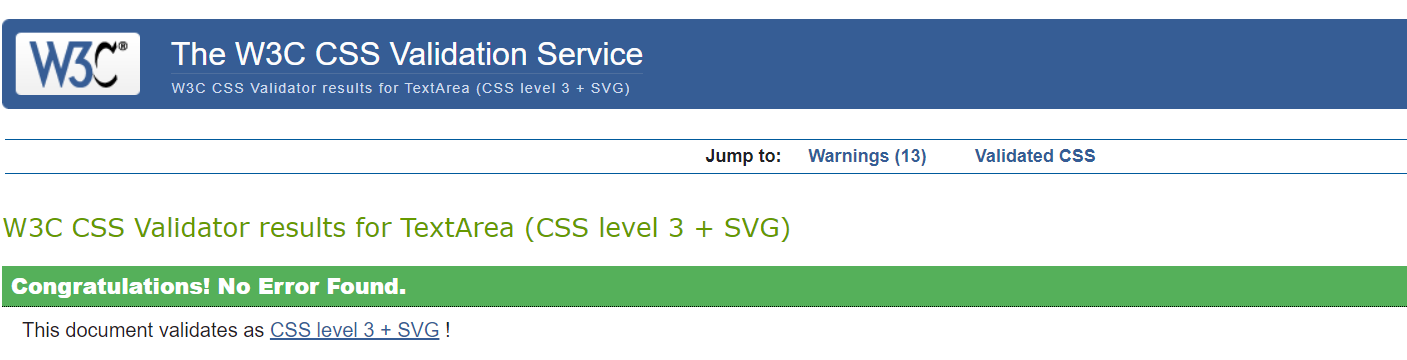 W3C®
The W3C CSS Validation Service
W3C CSS Validator results for TextArea (CSS level 3 + SVG)
Jump to: Warnings (13) Validated CSS
W3C CSS Validator results for TextArea (CSS level 3 + SVG)
Congratulations! No Error Found.
This document validates as CSS level 3 + SVG !